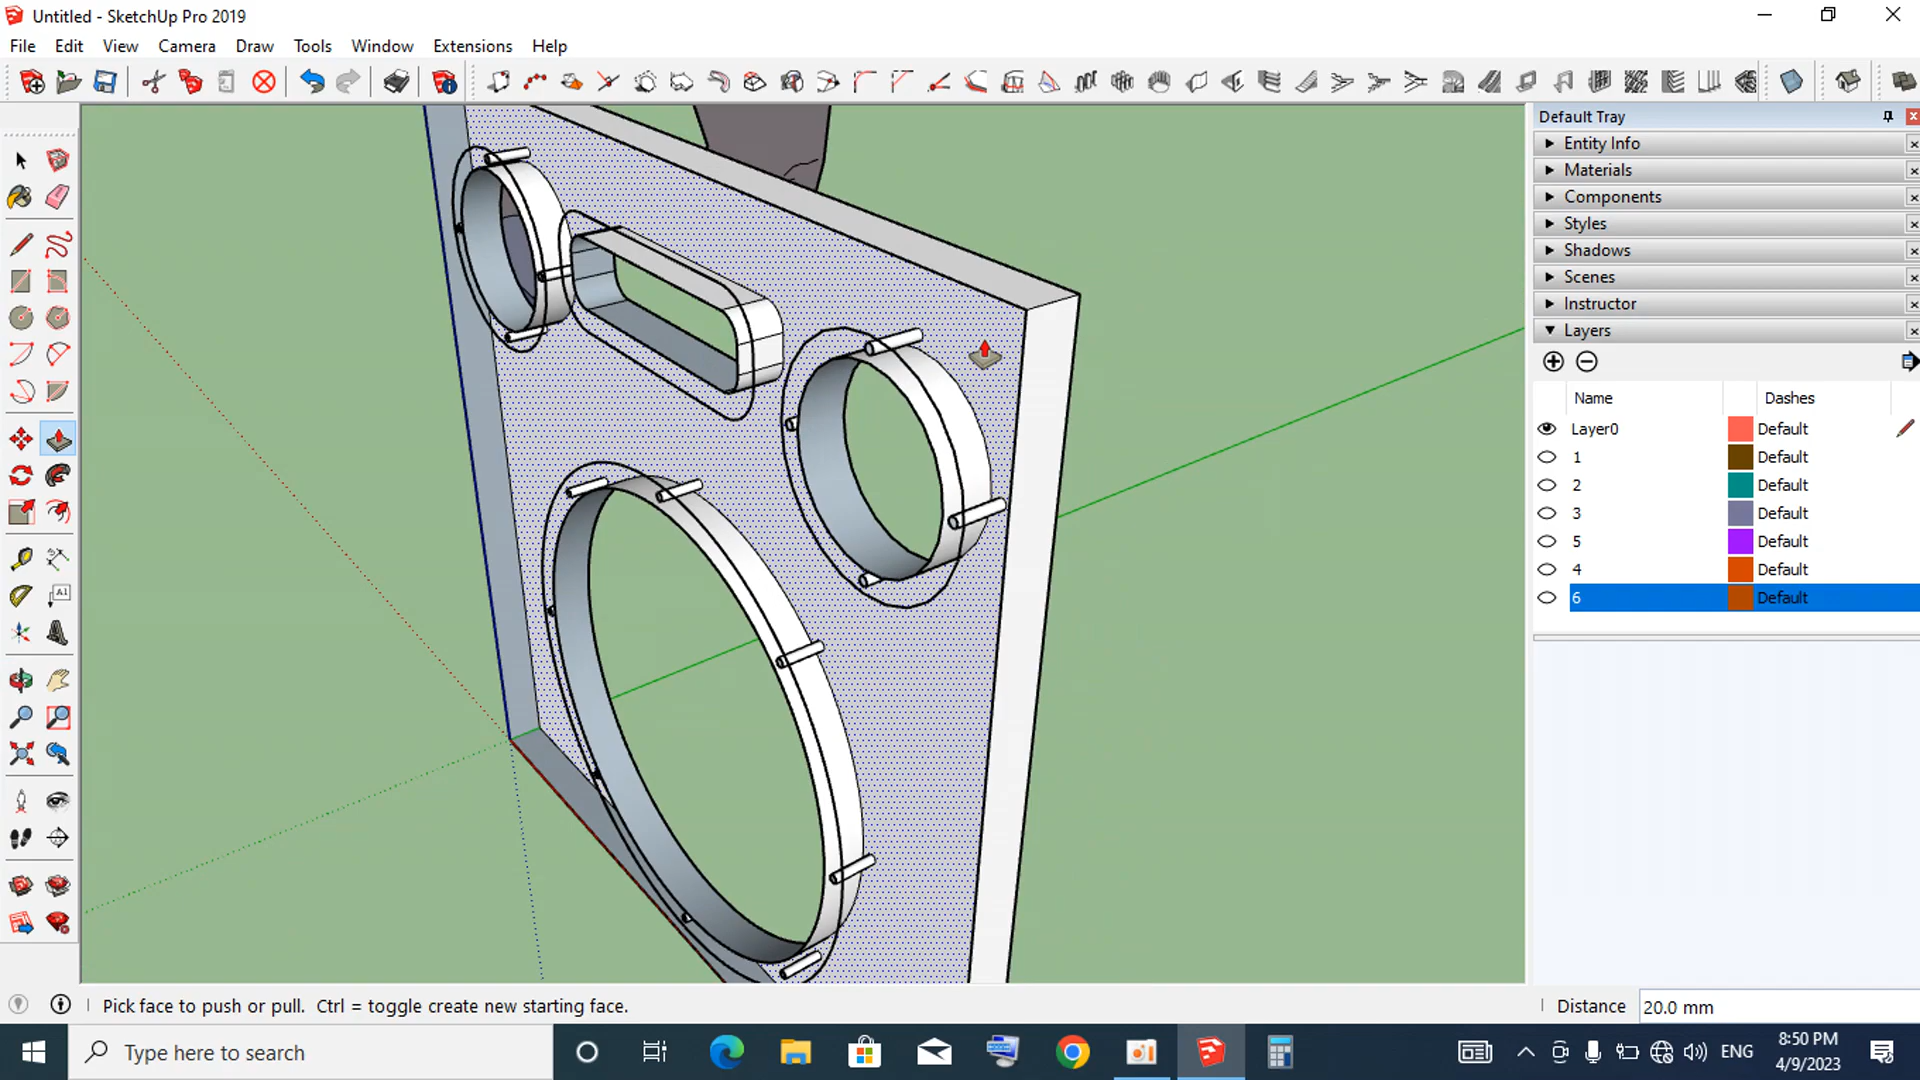 Untitled - SketchUp Pro 2019
File Edit View Camera Draw Tools Window Extensions Help
Default Tray
Entity Info
Materials
Components
Styles
Shadows
Scenes
Instructor
Layers
Name Dashes
Layer0 Default
1 Default
2 Default
3 Default
5 Default
4 Default
6 Default
A1
Pick face to push or pull. Ctrl = toggle create new starting face.
Distance 20.0 mm
Type here to search
ENG
8:50 PM
4/9/2023